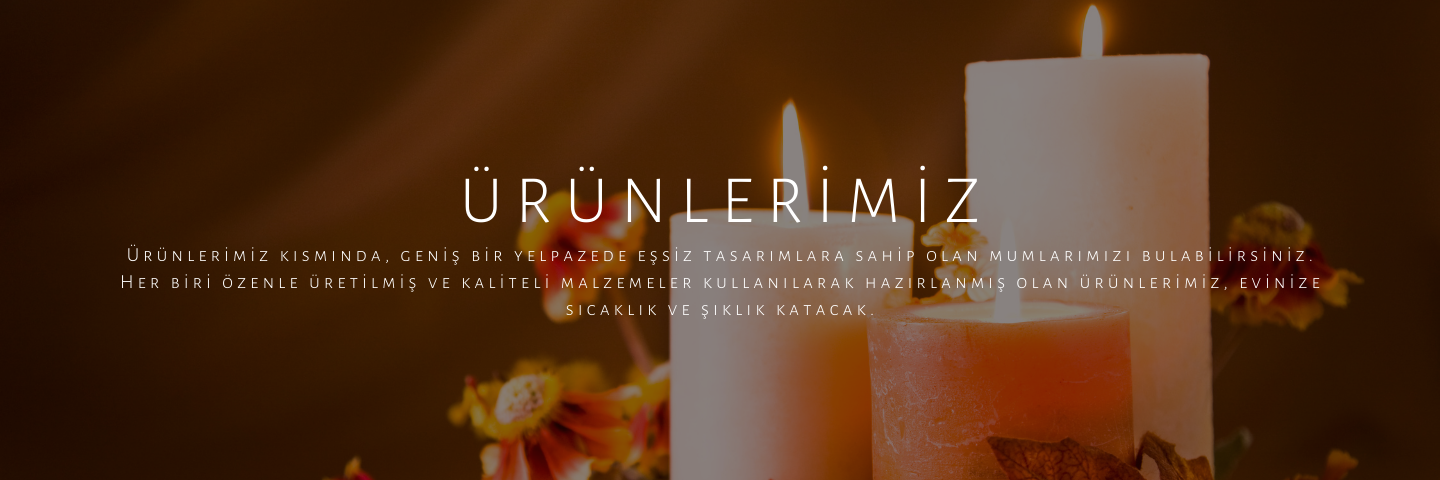 ÜRÜNLERİMİZ
Ürünlerimiz kısmında, geniş bir yelpazede eşsiz tasarımlara sahip olan mumlarımızı bulabilirsiniz.
Her biri özenle üretilmiş ve kaliteli malzemeler kullanılarak hazırlanmış olan ürünlerimiz, evinize
sıcaklık ve şıklık katacak.